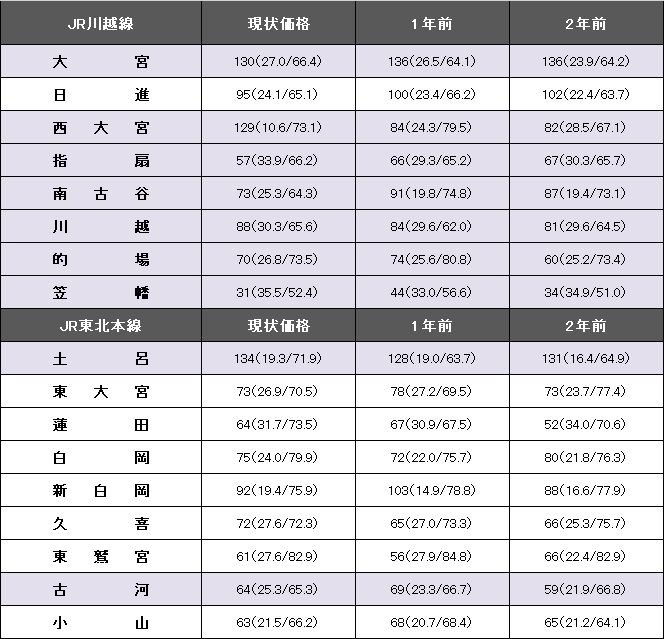 JR川越線 現状価格 1年前 2年前
大宮 130(27.0/66.4) 136(26.5/64.1) 136(23.9/64.2)
日進 95(24.1/65.1) 100(23.4/66.2) 102(22.4/63.7)
西大宮 129(10.6/73.1) 84(24.3/79.5) 82(28.5/67.1)
指扇 57(33.9/66.2) 66(29.3/65.2) 67(30.3/65.7)
南古谷 73(25.3/64.3) 91(19.8/74.8) 87(19.4/73.1)
川越 88(30.3/65.6) 84(29.6/62.0) 81(29.6/64.5)
的場 70(26.8/73.5) 74(25.6/80.8) 60(25.2/73.4)
笠幡 31(35.5/52.4) 44(33.0/56.6) 34(34.9/51.0)
JR東北本線 現状価格 1年前 2年前
土呂 134(19.3/71.9) 128(19.0/63.7) 131(16.4/64.9)
東大宮 73(26.9/70.5) 78(27.2/69.5) 73(23.7/77.4)
蓮田 64(31.7/73.5) 67(30.9/67.5) 52(34.0/70.6)
白岡 75(24.0/79.9) 72(22.0/75.7) 80(21.8/76.3)
新白岡 92(19.4/75.9) 103(14.9/78.8) 88(16.6/77.9)
久喜 72(27.6/72.3) 65(27.0/73.3) 66(25.3/75.7)
東鷲宮 61(27.6/82.9) 56(27.9/84.8) 66(22.4/82.9)
古河 64(25.3/65.3) 69(23.3/66.7) 59(21.9/66.8)
小山 63(21.5/66.2) 68(20.7/68.4) 65(21.2/64.1)